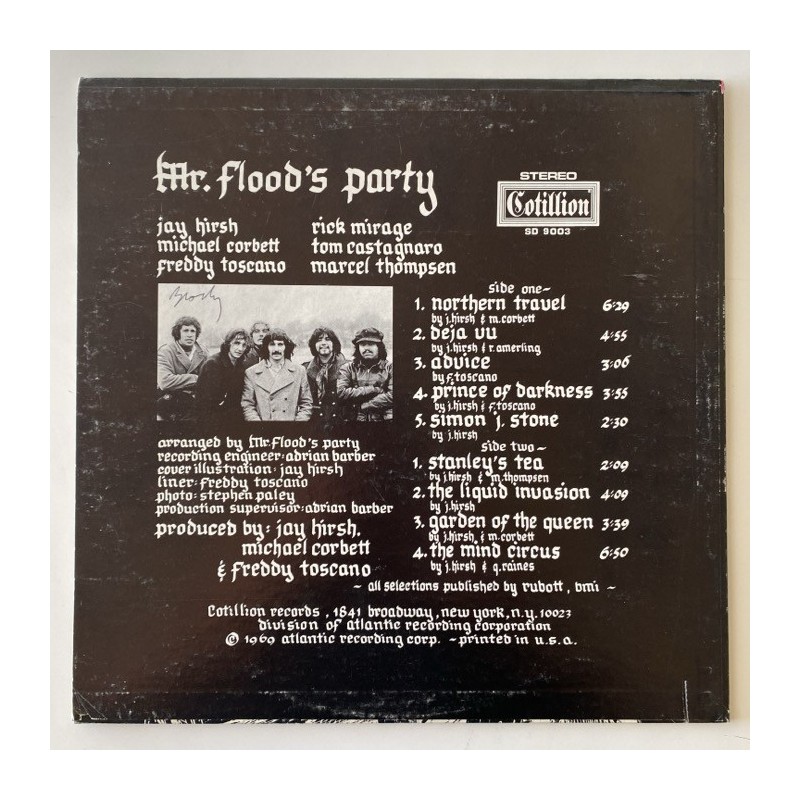 Mr. flood's party
STEREO
Cotillion
SD 9003
jay hirsh
michael corbett
freddy toscano
rick mirage
tom castagnaro
marcel thompsen
side one~
1. northern travel 6:29
by j.hirsh & m.corbett
2. deja vu 4:55
by j.hirsh & r.amerling
3. advice 3:06
by f.toscano
4. prince of darkness 3:55
by j.hirsh & f.toscano
5. simon j. stone 2:30
by j.hirsh
side two~
1. stanley's tea 2:09
by j.hirsh & m.thompsen
2. the liquid invasion 4:09
by j.hirsh
3. garden of the queen 3:39
by j.hirsh & m.corbett
4. the mind circus 6:50
by j.hirsh & q.raines
~ all selections published by rubott, bmi ~
arranged by Mr. flood's party
recording engineer: adrian barber
cover illustration: jay hirsh
liner: freddy toscano
photo: stephen paley
production supervisor: adrian barber
produced by: jay hirsh.
michael corbett
& freddy toscano
Cotillion records, 1841 broadway, new york, n.y. 10023
division of atlantic recording corporation
© 1969 atlantic recording corp. ~printed in u.s.a.